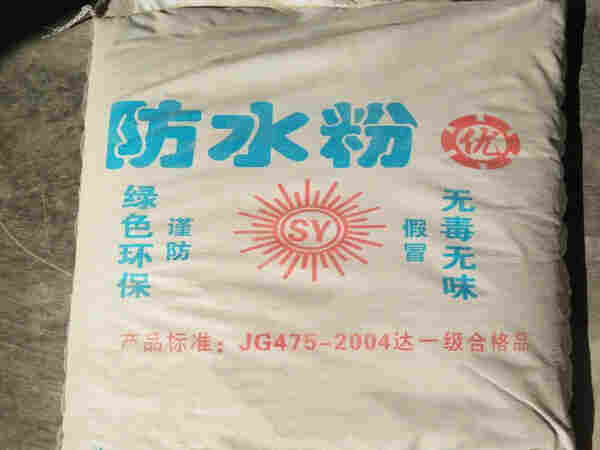 防水粉 优
绿色环保
谨防
SY
假冒
无毒无味
产品标准：JG475-2004达一级合格品